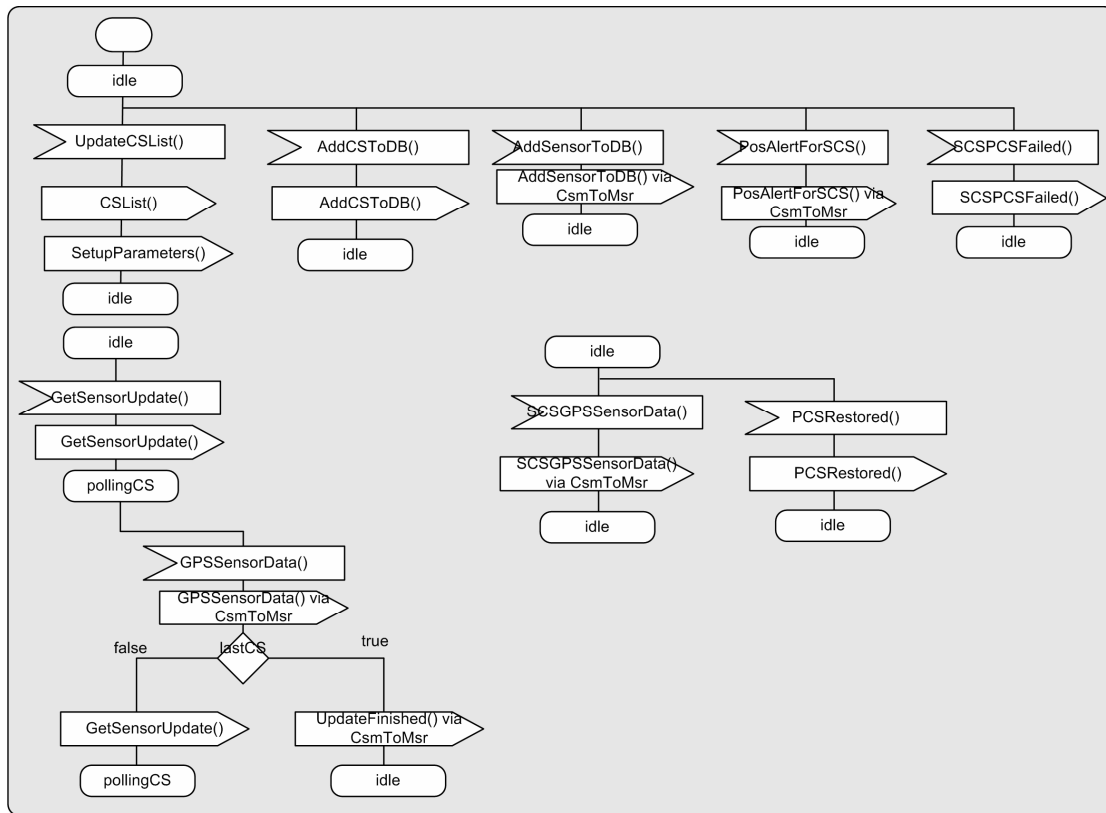 idle
UpdateCSList()
AddCSToDB()
AddSensorToDB()
PosAlertForSCS()
SCSPCSFailed()
CSList()
AddCSToDB()
AddSensorToDB() via
CsmToMsr
PosAlertForSCS() via
CsmToMsr
SCSPCSFailed()
SetupParameters()
idle
idle
idle
idle
idle
idle
GetSensorUpdate()
GetSensorUpdate()
pollingCS
idle
SCSGPSSensorData()
PCSRestored()
SCSGPSSensorData()
via CsmToMsr
PCSRestored()
idle
idle
GPSSensorData()
GPSSensorData() via
CsmToMsr
lastCS
false
true
GetSensorUpdate()
UpdateFinished() via
CsmToMsr
pollingCS
idle